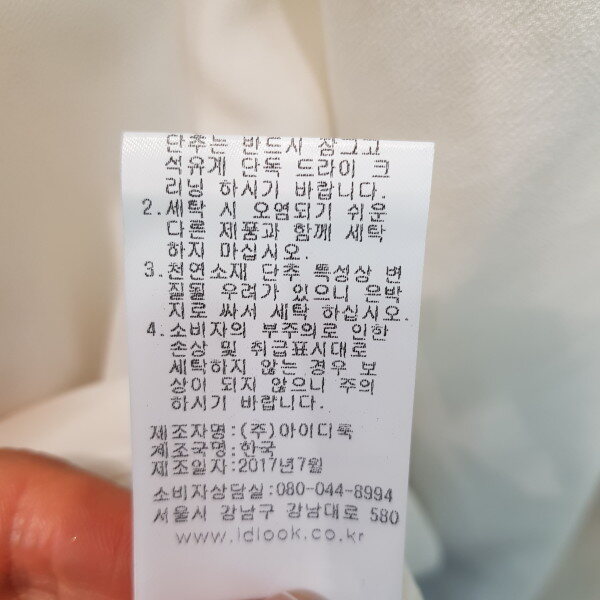 단추는 반드시 잠그고
석유계 단독 드라이 크
리닝 하시기 바랍니다.
2.세탁 시 오염되기 쉬운
다른 제품과 함께 세탁
하지 마십시오.
3.천연소재 단추 특성상 변
질될 우려가 있으니 은박
지로 싸서 세탁 하십시오.
4.소비자의 부주의로 인한
손상 및 취급표시대로
세탁하지 않는 경우 보
상이 되지 않으니 주의
하시기 바랍니다.
제조자명:(주)아이디룩
제조국명:한국
제조일자:2017년7월
소비자상담실:080-044-8994
서울시 강남구 강남대로 580
www.idlook.co.kr